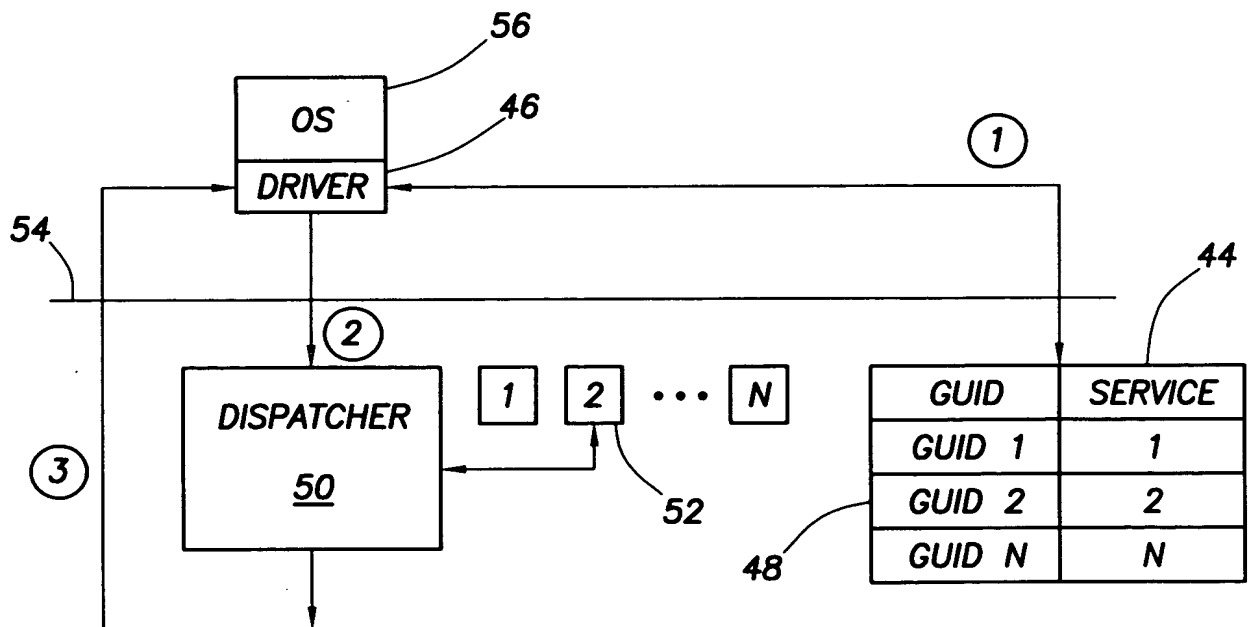 56
OS
46
1
DRIVER
54
44
2
1 2 ••• N
GUID SERVICE
DISPATCHER
GUID 1 1
3
50
52
GUID 2 2
48
GUID N N